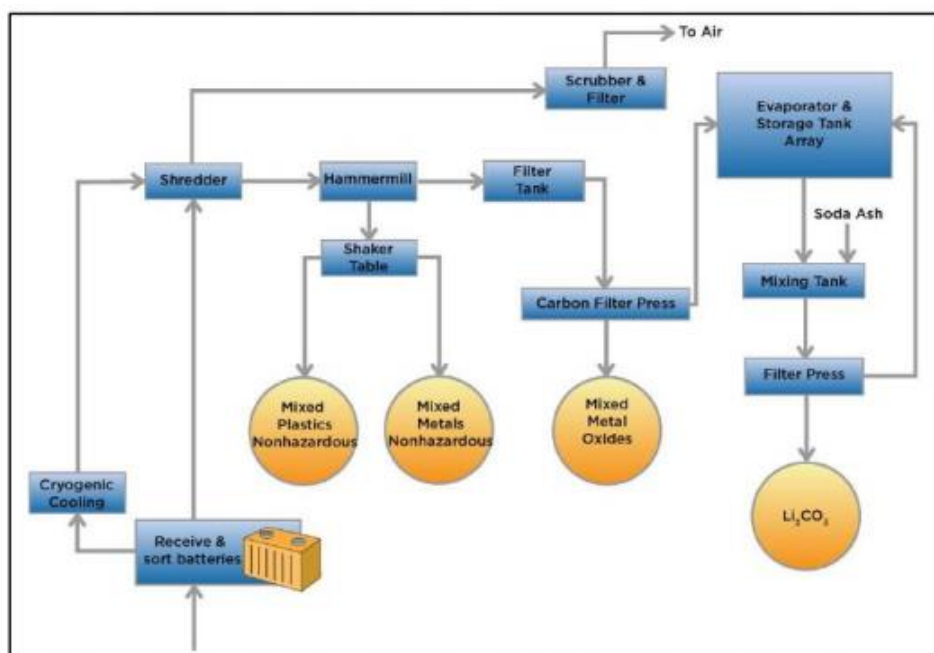 To Air
Scrubber &
Filter
Evaporator &
Storage Tank
Array
Shredder
Hammermill
Filter
Tank
Soda Ash
Shaker
Table
Mixing Tank
Carbon Filter Press
Filter Press
Mixed
Plastics
Nonhazardous
Mixed
Metals
Nonhazardous
Mixed
Metal
Oxides
Cryogenic
Cooling
Li₂CO₃
Receive &
sort batteries